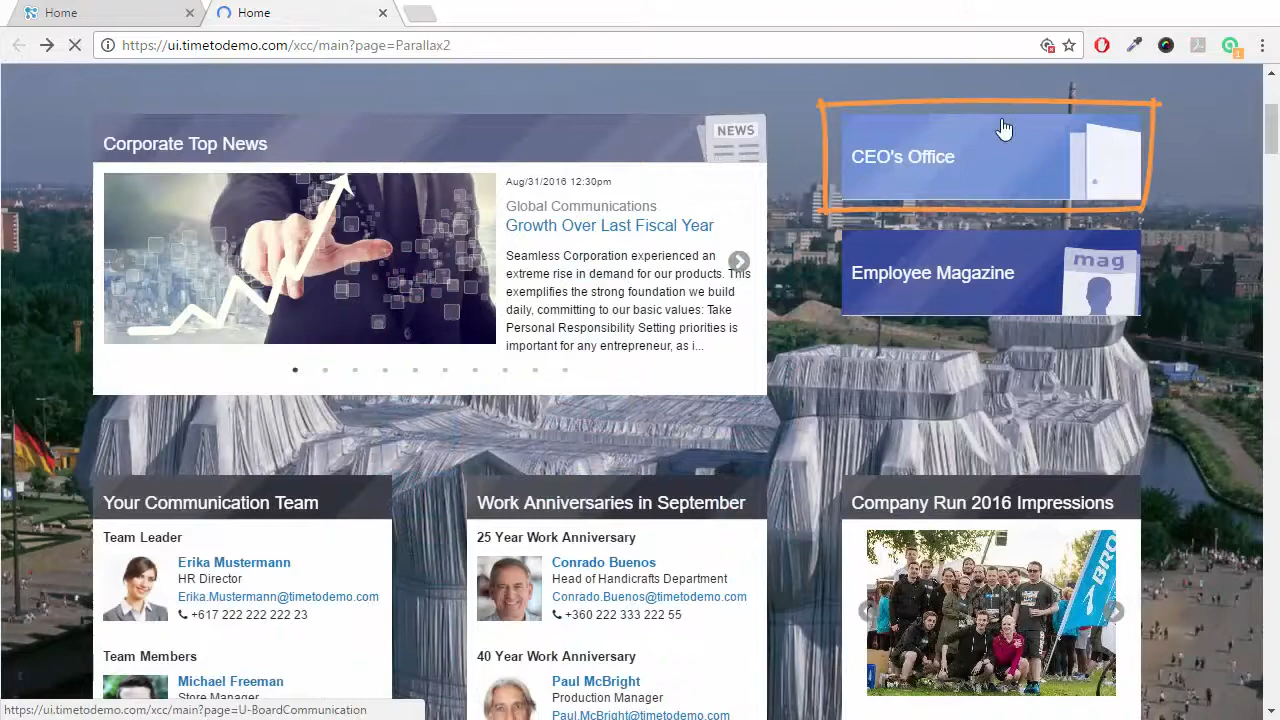 Home
Home
https://ui.timetodemo.com/xcc/main?page=Parallax2
Corporate Top News
NEWS
Aug/31/2016 12:30pm
Global Communications
Growth Over Last Fiscal Year
Seamless Corporation experienced an
extreme rise in demand for our products. This
exemplifies the strong foundation we build
daily, committing to our basic values: Take
Personal Responsibility Setting priorities is
important for any entrepreneur, as i...
CEO's Office
Employee Magazine
mag
Your Communication Team
Team Leader
Erika Mustermann
HR Director
Erika.Mustermann@timetodemo.com
+617 222 222 222 23
Team Members
Michael Freeman
Store Manager
Work Anniversaries in September
25 Year Work Anniversary
Conrado Buenos
Head of Handicrafts Department
Conrado.Buenos@timetodemo.com
+360 222 333 222 55
40 Year Work Anniversary
Paul McBright
Production Manager
Paul.McBright@timetodemo.com
Company Run 2016 Impressions
BRO
https://ui.timetodemo.com/xcc/main?page=U-BoardCommunication